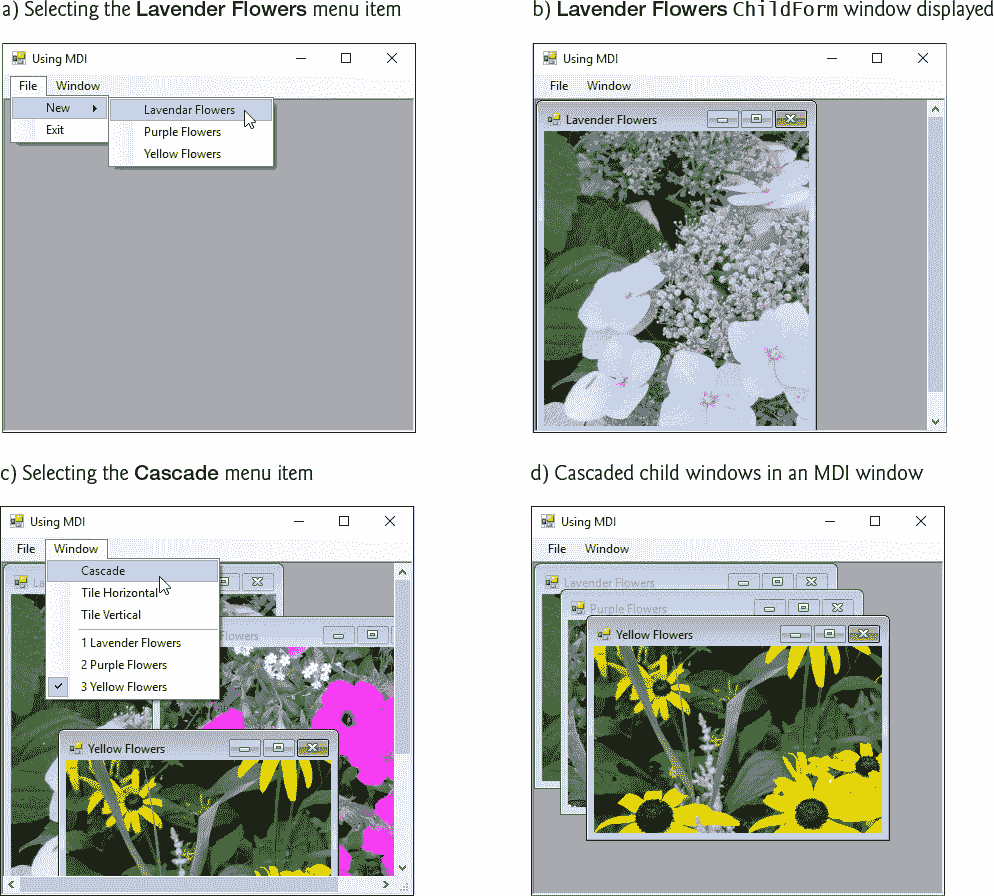 a) Selecting the Lavender Flowers menu item
Using MDI
File Window
New
Exit
Lavendar Flowers
Purple Flowers
Yellow Flowers
b) Lavender Flowers ChildForm window displayed
Using MDI
File Window
Lavender Flowers
c) Selecting the Cascade menu item
Using MDI
File Window
Cascade
Tile Horizontal
Tile Vertical
1 Lavender Flowers
2 Purple Flowers
3 Yellow Flowers
La
Flowers
Yellow Flowers
d) Cascaded child windows in an MDI window
Using MDI
File Window
Lavender Flowers
Purple Flowers
Yellow Flowers